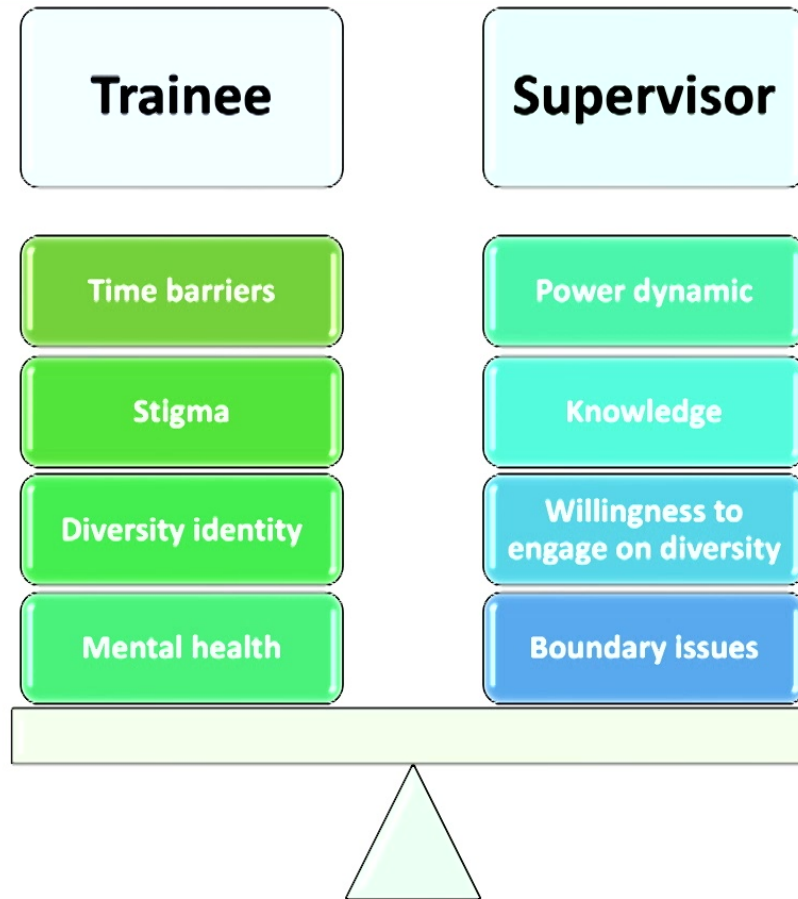 Trainee
Supervisor
Time barriers
Stigma
Diversity identity
Mental health
Power dynamic
Knowledge
Willingness to
engage on diversity
Boundary issues